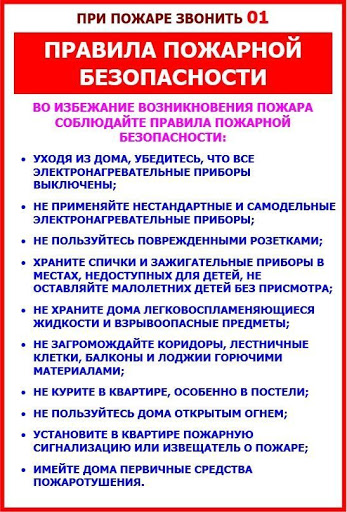 ПРИ ПОЖАРЕ ЗВОНИТЬ 01
ПРАВИЛА ПОЖАРНОЙ
БЕЗОПАСНОСТИ
ВО ИЗБЕЖАНИЕ ВОЗНИКНОВЕНИЯ ПОЖАРА
СОБЛЮДАЙТЕ ПРАВИЛА ПОЖАРНОЙ
БЕЗОПАСНОСТИ:
• УХОДЯ ИЗ ДОМА, УБЕДИТЕСЬ, ЧТО ВСЕ
ЭЛЕКТРОНАГРЕВАТЕЛЬНЫЕ ПРИБОРЫ
ВЫКЛЮЧЕНЫ;
• НЕ ПРИМЕНЯЙТЕ НЕСТАНДАРТНЫЕ И САМОДЕЛЬНЫЕ
ЭЛЕКТРОНАГРЕВАТЕЛЬНЫЕ ПРИБОРЫ;
• НЕ ПОЛЬЗУЙТЕСЬ ПОВРЕЖДЕННЫМИ РОЗЕТКАМИ;
• ХРАНИТЕ СПИЧКИ И ЗАЖИГАТЕЛЬНЫЕ ПРИБОРЫ В
МЕСТАХ, НЕДОСТУПНЫХ ДЛЯ ДЕТЕЙ, НЕ
ОСТАВЛЯЙТЕ МАЛОЛЕТНИХ ДЕТЕЙ БЕЗ ПРИСМОТРА;
• НЕ ХРАНИТЕ ДОМА ЛЕГКОВОСПЛАМЕНЯЮЩИЕСЯ
ЖИДКОСТИ И ВЗРЫВООПАСНЫЕ ПРЕДМЕТЫ;
• НЕ ЗАГРОМОЖДАЙТЕ КОРИДОРЫ, ЛЕСТНИЧНЫЕ
КЛЕТКИ, БАЛКОНЫ И ЛОДЖИИ ГОРЮЧИМИ
МАТЕРИАЛАМИ;
• НЕ КУРИТЕ В КВАРТИРЕ, ОСОБЕННО В ПОСТЕЛИ;
• НЕ ПОЛЬЗУЙТЕСЬ ДОМА ОТКРЫТЫМ ОГНЕМ;
• УСТАНОВИТЕ В КВАРТИРЕ ПОЖАРНУЮ
СИГНАЛИЗАЦИЮ ИЛИ ИЗВЕЩАТЕЛЬ О ПОЖАРЕ;
• ИМЕЙТЕ ДОМА ПЕРВИЧНЫЕ СРЕДСТВА
ПОЖАРОТУШЕНИЯ.